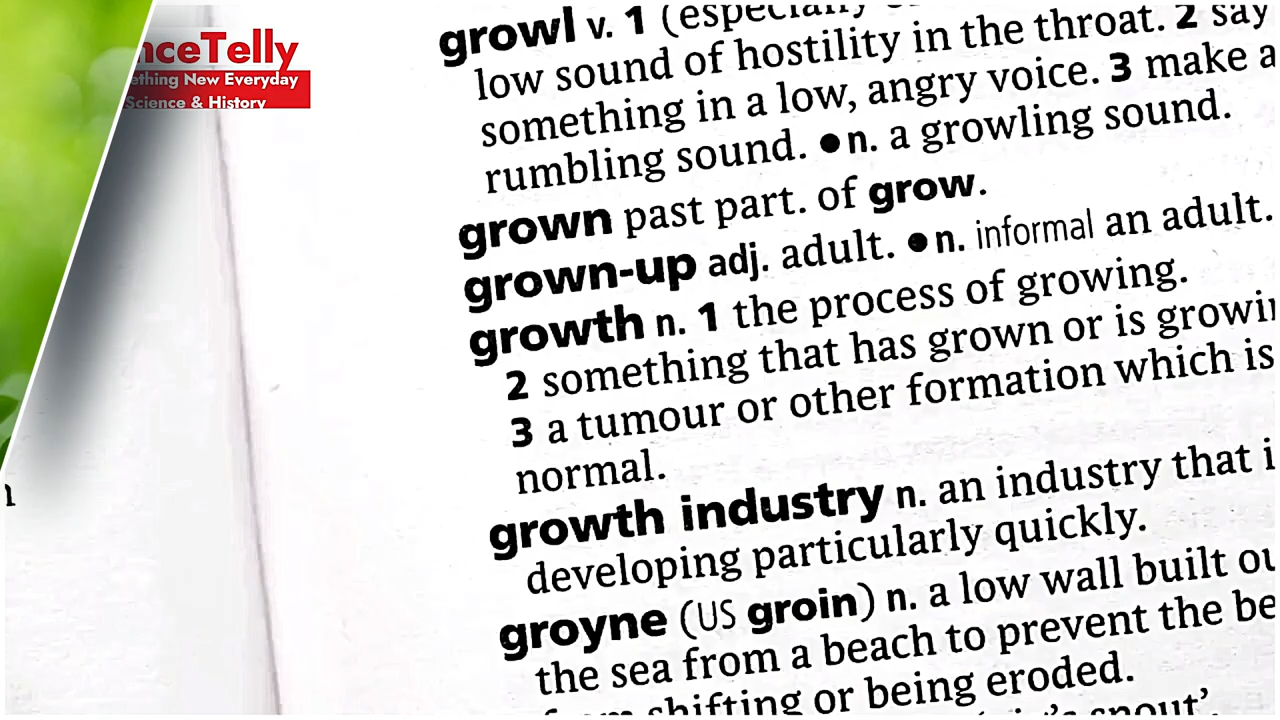 nceTelly
ething New Everyday
Science & History
growl v. 1 (especially
low sound of hostility in the throat. 2 say
something in a low, angry voice. 3 make a
rumbling sound. ● n. a growling sound.
grown past part. of grow.
grown-up adj. adult. ● n. informal an adult.
growth n. 1 the process of growing.
2 something that has grown or is growi
3 a tumour or other formation which is
normal.
growth industry n. an industry that i
developing particularly quickly.
groyne (US groin) n. a low wall built ou
the sea from a beach to prevent the be
from shifting or being eroded.
snout'.